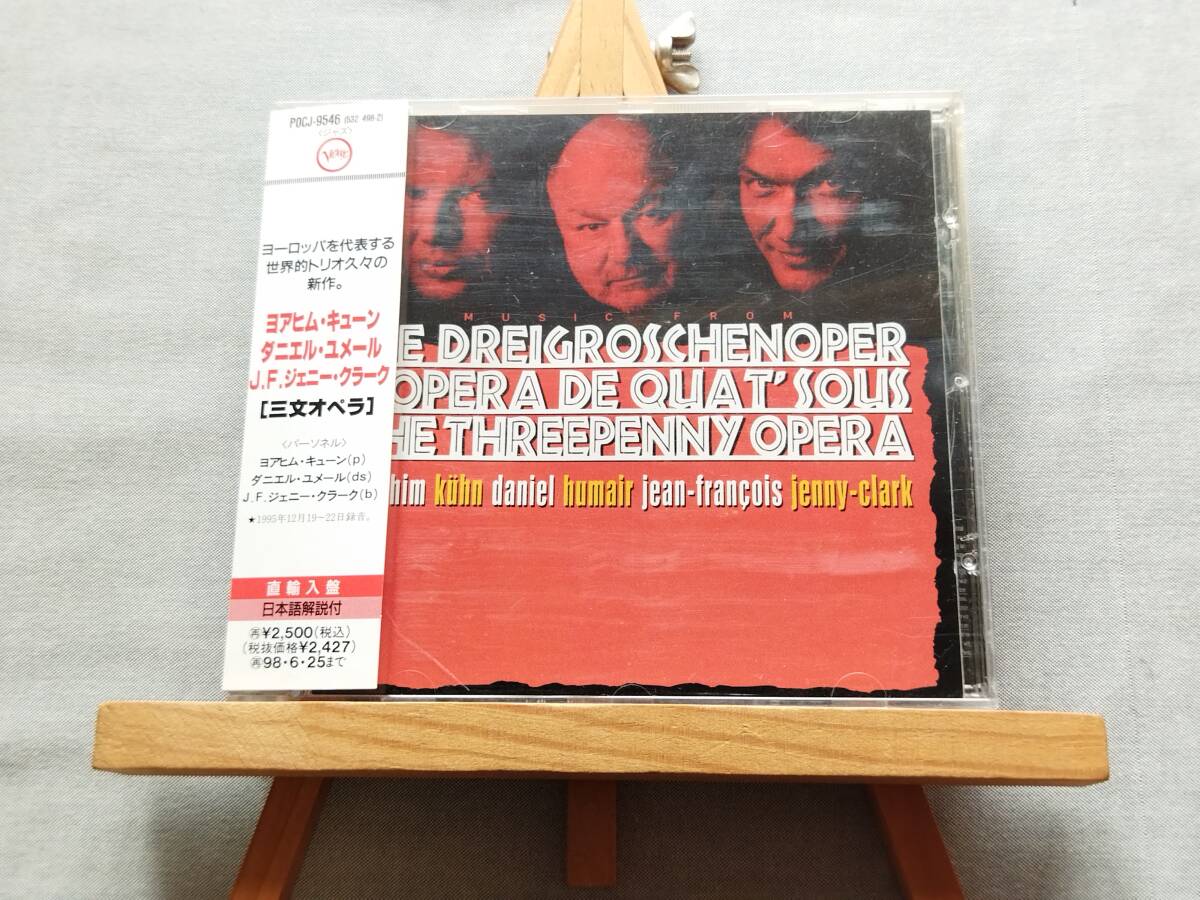 POCJ-9546 (532 498-2)
〈ジャズ〉
VERVE
ヨーロッパを代表する
世界的トリオ久々の
新作。
ヨアヒム・キューン
ダニエル・ユメール
J.F.ジェニー・クラーク
[三文オペラ]
〈パーソネル〉
ヨアヒム・キューン(p)
ダニエル・ユメール(ds)
J.F.ジェニー・クラーク(b)
★1995年12月19~22日録音。
直輸入盤
日本語解説付
再¥2,500(税込)
(税抜価格¥2,427)
再98・6・25まで
MUSIC FROM
E DREIGROSCHENOPER
OPERA DE QUAT'SOUS
HE THREEPENNY OPERA
him kühn daniel humair jean-françois jenny-clark